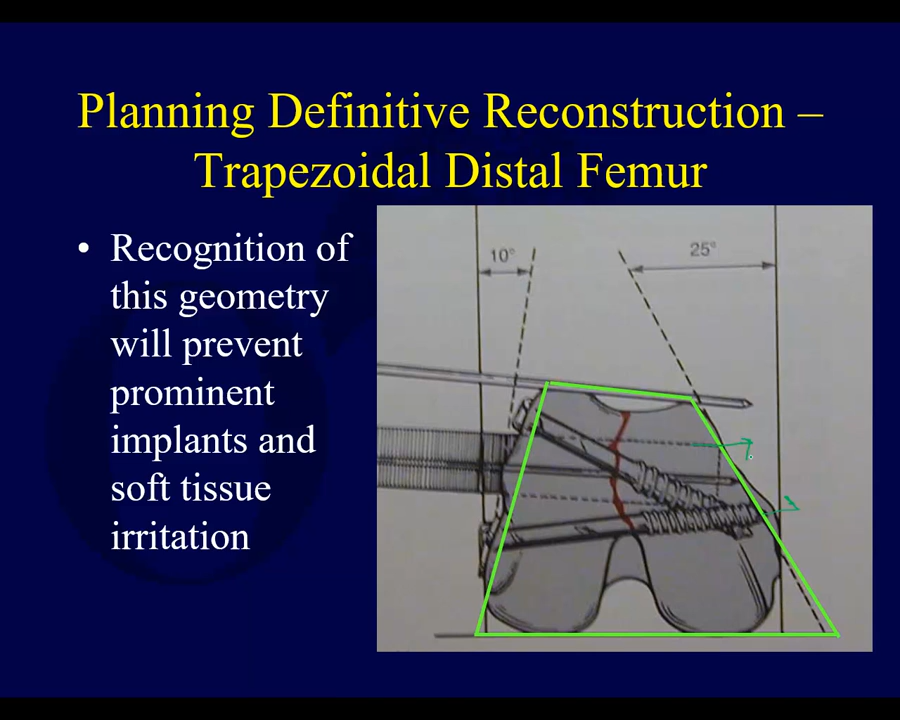 Planning Definitive Reconstruction –
Trapezoidal Distal Femur
• Recognition of
this geometry
will prevent
prominent
implants and
soft tissue
irritation
10° 25°